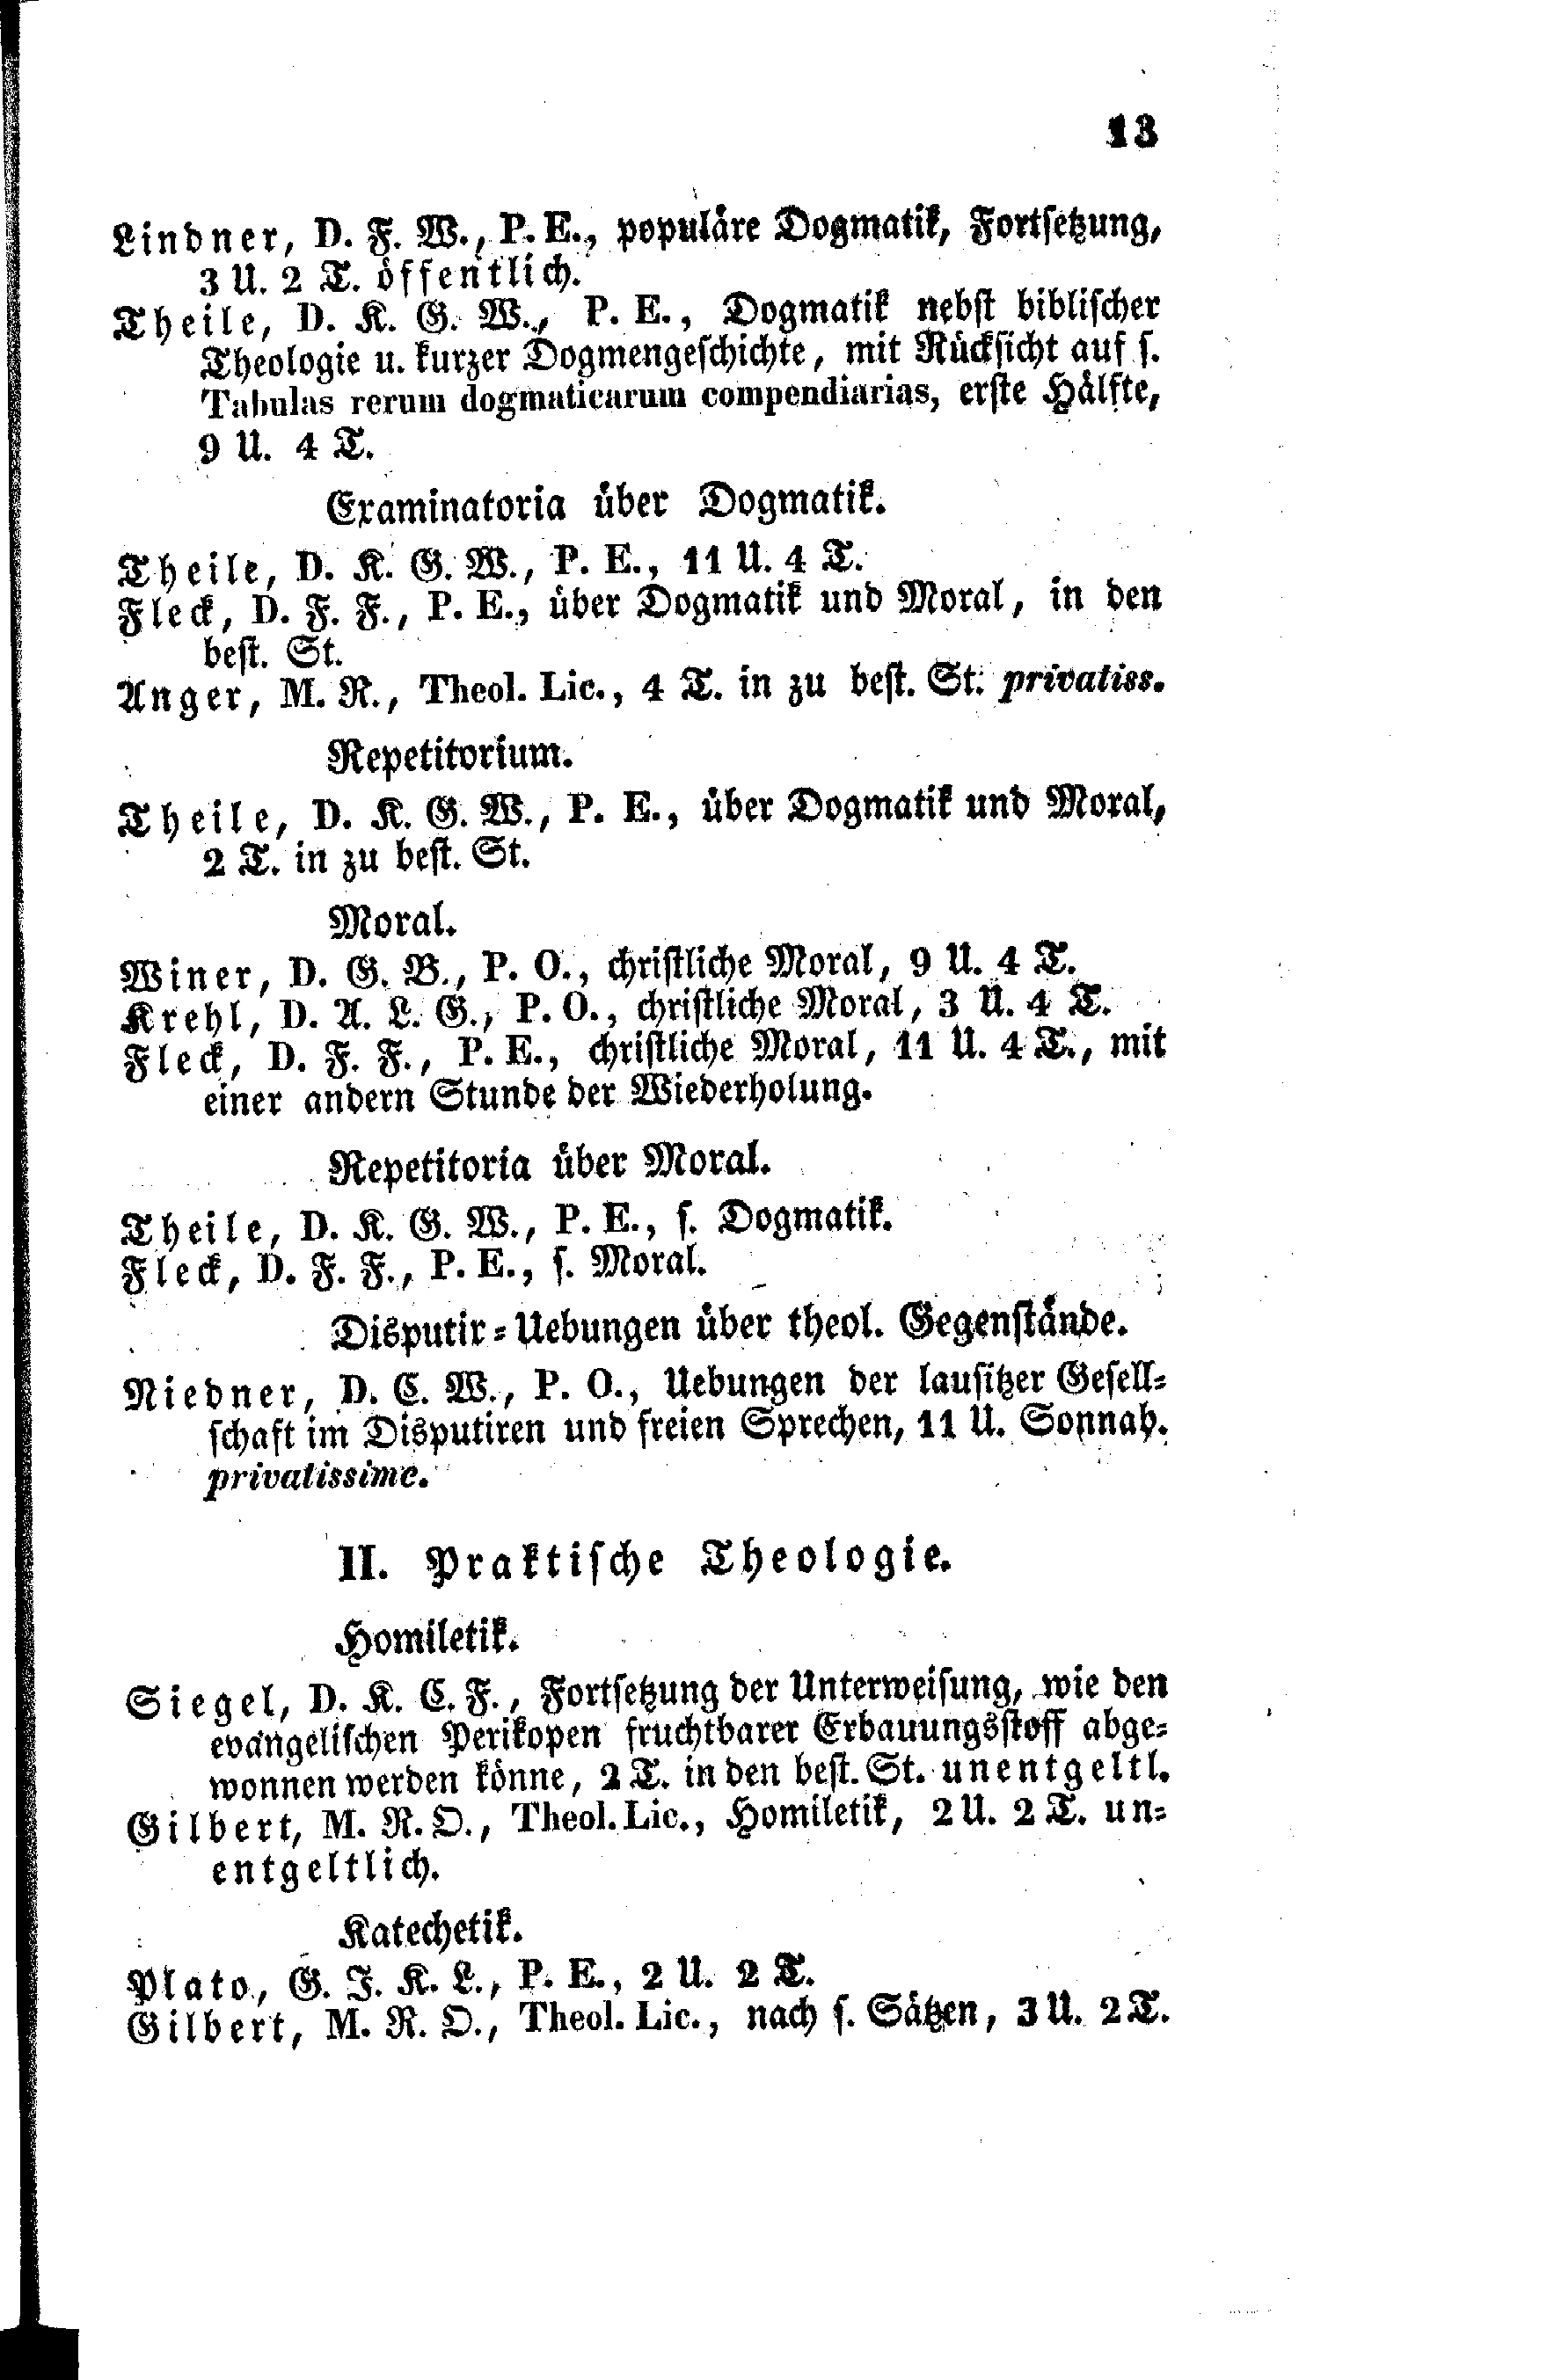 13
Lindner, D. F. W., P. E., populäre Dogmatik, Fortsetzung,
3 U. 2 T. öffentlich.
Theile, D. K. G. W., P. E., Dogmatik nebst biblischer
Theologie u. kurzer Dogmengeschichte, mit Rücksicht auf s.
Tabulas rerum dogmaticarum compendiarias, erste Hälfte,
9 U. 4 T.
Examinatoria über Dogmatik.
Theile, D. K. G. W., P. E., 11 U. 4 T.
Fleck, D. F. F., P. E., über Dogmatik und Moral, in den
best. St.
Anger, M. R., Theol. Lic., 4 T. in zu best. St. privatiss.
Repetitorium.
Theile, D. K. G. W., P. E., über Dogmatik und Moral,
2 T. in zu best. St.
Moral.
Winer, D. G. B., P. O., christliche Moral, 9 U. 4 T.
Krehl, D. A. L. G., P. O., christliche Moral, 3 U. 4 T.
Fleck, D. F. F., P. E., christliche Moral, 11 U. 4 T., mit
einer andern Stunde der Wiederholung.
Repetitoria über Moral.
Theile, D. K. G. W., P. E., s. Dogmatik.
Fleck, D. F. F., P. E., s. Moral.
Disputir-Uebungen über theol. Gegenstände.
Niedner, D. C. W., P. O., Uebungen der lausitzer Gesell-
schaft im Disputiren und freien Sprechen, 11 U. Sonnab.
privatissime.
II. Praktische Theologie.
Homiletik.
Siegel, D. K. C. F., Fortsetzung der Unterweisung, wie den
evangelischen Perikopen fruchtbarer Erbauungsstoff abge-
wonnen werden könne, 2 T. in den best. St. unentgeltl.
Gilbert, M. R. O., Theol. Lic., Homiletik, 2 U. 2 T. un-
entgeltlich.
Katechetik.
Plato, G. J. K. L., P. E., 2 U. 2 T.
Gilbert, M. R. O., Theol. Lic., nach s. Sätzen, 3 U. 2 T.